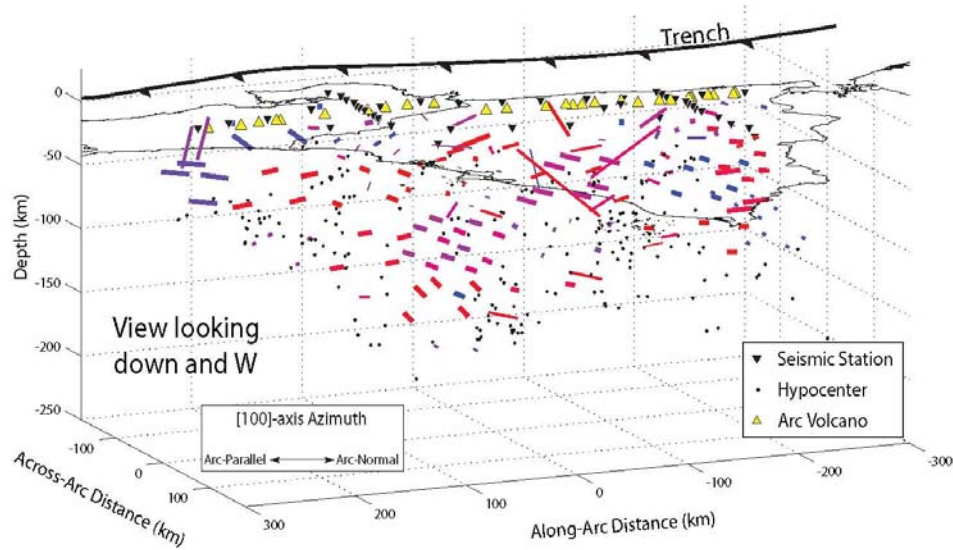 Trench
0
-50
-100
-150
-200
-250
Depth (km)
View looking
down and W
[100]-axis Azimuth
Arc-Parallel
Arc-Normal
Seismic Station
Hypocenter
Arc Volcano
-100
0
100
Across-Arc Distance (km)
300
200
100
0
-100
-200
-300
Along-Arc Distance (km)